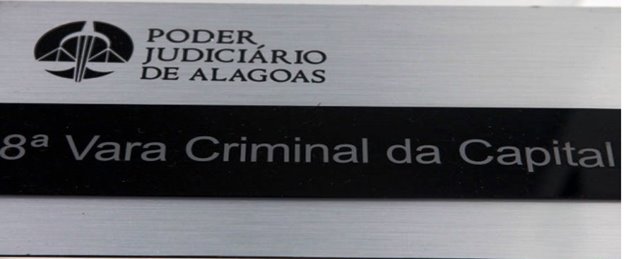 PODER
JUDICIÁRIO
DE ALAGOAS
8ª Vara Criminal da Capital